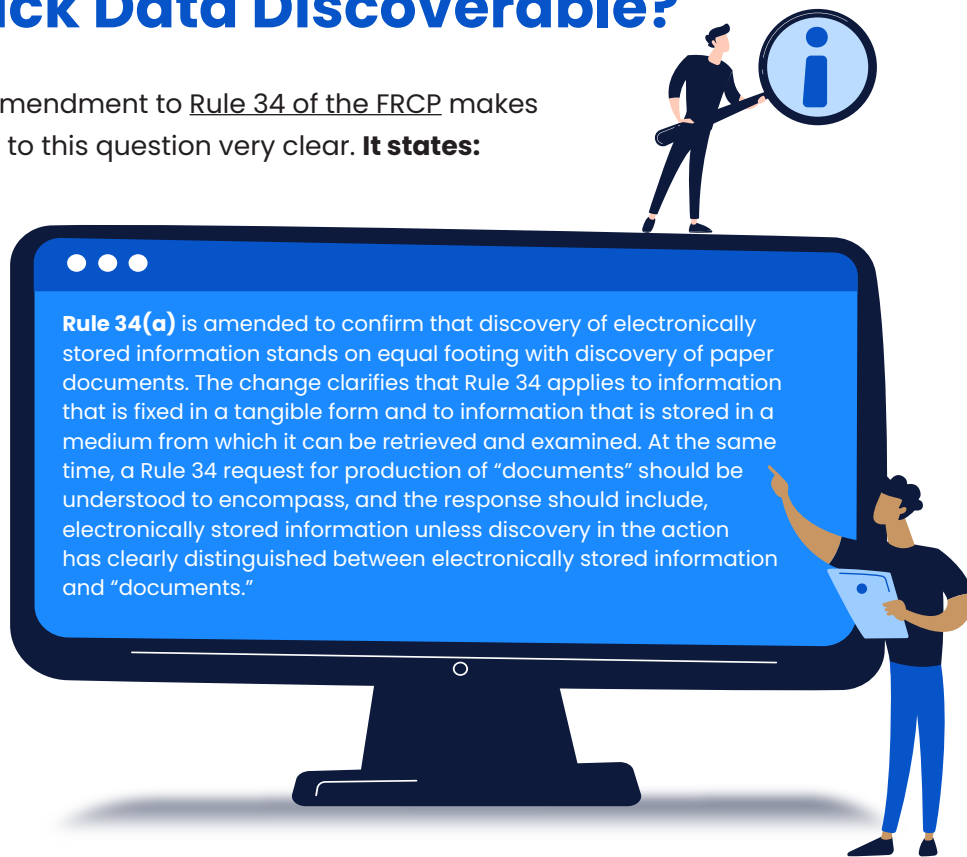 ck Data Discoverable?
mendment to Rule 34 of the FRCP makes
to this question very clear. It states:
Rule 34(a) is amended to confirm that discovery of electronically
stored information stands on equal footing with discovery of paper
documents. The change clarifies that Rule 34 applies to information
that is fixed in a tangible form and to information that is stored in a
medium from which it can be retrieved and examined. At the same
time, a Rule 34 request for production of “documents” should be
understood to encompass, and the response should include,
electronically stored information unless discovery in the action
has clearly distinguished between electronically stored information
and “documents.”